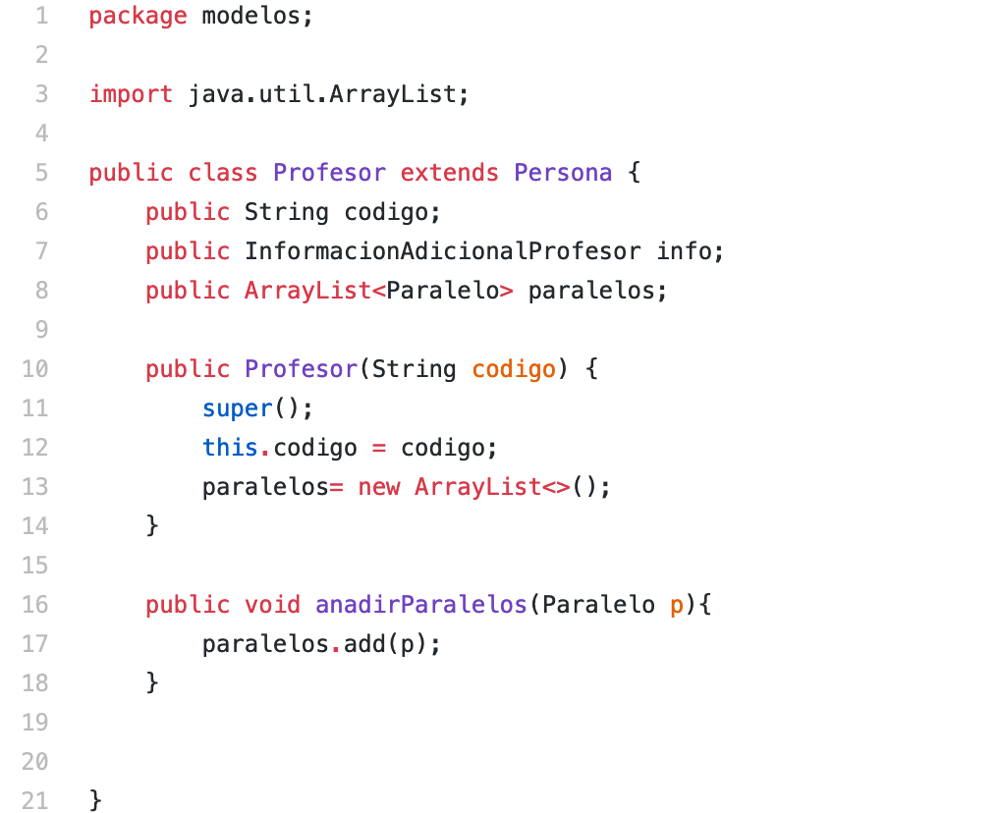 1 package modelos;
2
3 import java.util.ArrayList;
4
5 public class Profesor extends Persona {
6     public String codigo;
7     public InformacionAdicionalProfesor info;
8     public ArrayList<Paralelo> paralelos;
9
10     public Profesor(String codigo) {
11         super();
12         this.codigo = codigo;
13         paralelos= new ArrayList<>();
14     }
15
16     public void anadirParalelos(Paralelo p){
17         paralelos.add(p);
18     }
19
20
21 }